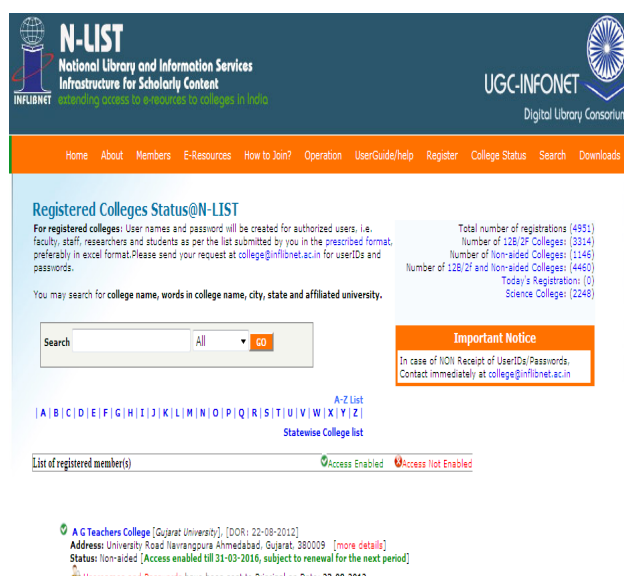 N-LIST
National Library and Information Services
Infrastructure for Scholarly Content
extending access to e-reources to colleges in India
INFLIBNET
UGC-INFONET
Digital Library Consortium
Home About Members E-Resources How to Join? Operation UserGuide/help Register College Status Search Downloads
Registered Colleges Status@N-LIST
For registered colleges: User names and password will be created for authorized users, i.e.
faculty, staff, researchers and students as per the list submitted by you in the prescribed format,
preferably in excel format.Please send your request at college@inflibnet.ac.in for userIDs and
passwords.
You may search for college name, words in college name, city, state and affiliated university.
Total number of registrations (4951)
Number of 12B/2F Colleges: (3314)
Number of Non-aided Colleges: (1146)
Number of 12B/2f and Non-aided Colleges: (4460)
Today's Registration: (0)
Science College: (2248)
Search All GO
Important Notice
In case of NON Receipt of UserIDs/Passwords,
Contact immediately at college@inflibnet.ac.in
A-Z List
| A | B | C | D | E | F | G | H | I | J | K | L | M | N | O | P | Q | R | S | T | U | V | W | X | Y | Z |
Statewise College list
List of registered member(s) Access Enabled Access Not Enabled
A G Teachers College [Gujarat University], [DOR: 22-08-2012]
Address: University Road Navrangpura Ahmedabad, Gujarat, 380009 [more details]
Status: Non-aided [Access enabled till 31-03-2016, subject to renewal for the next period]